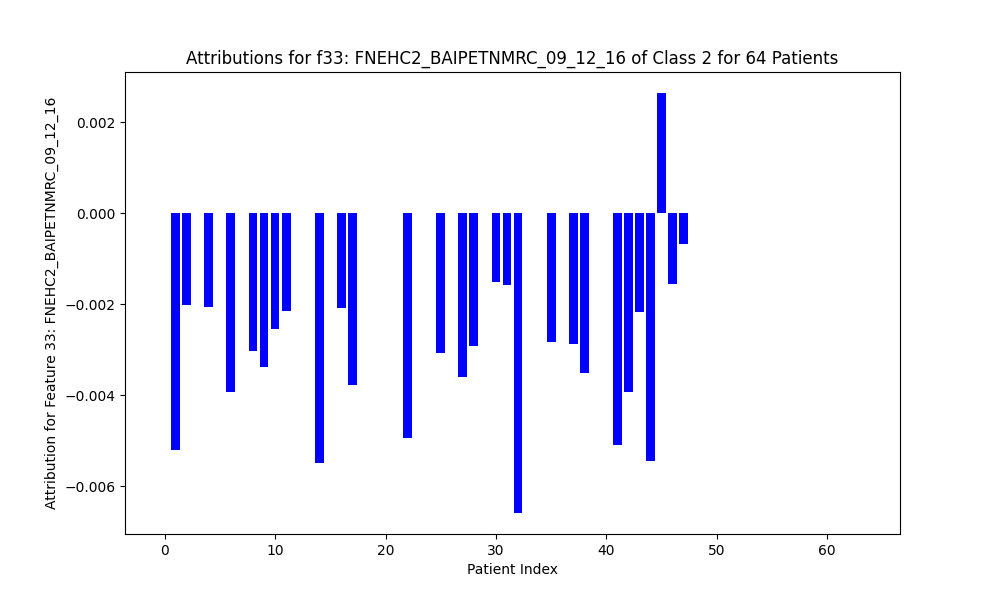 Attributions for f33: FNEHC2_BAIPETNMRC_09_12_16 of Class 2 for 64 Patients
Attribution for Feature 33: FNEHC2_BAIPETNMRC_09_12_16
0.002
0.000
−0.002
−0.004
−0.006
0 10 20 30 40 50 60
Patient Index